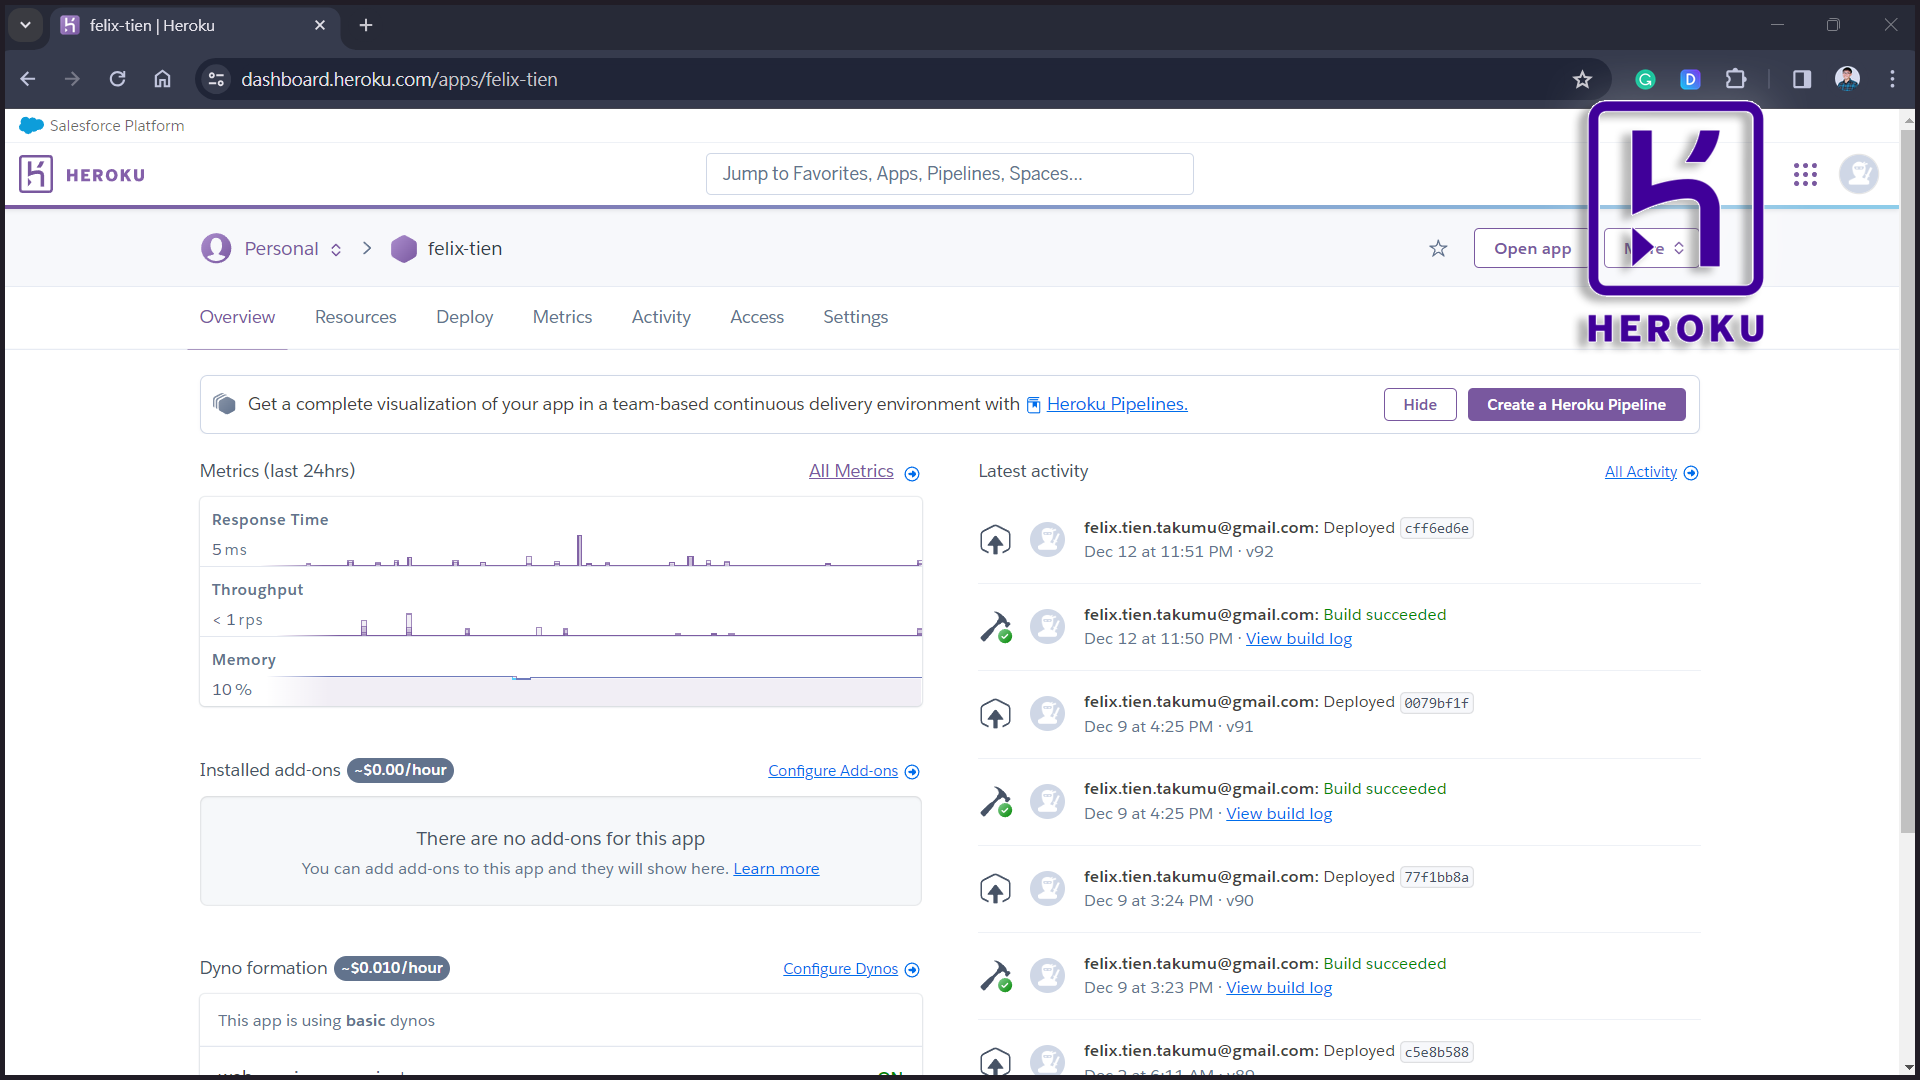 felix-tien | Heroku
dashboard.heroku.com/apps/felix-tien
Salesforce Platform
HEROKU
Jump to Favorites, Apps, Pipelines, Spaces...
Personal
felix-tien
Open app
HEROKU
Overview
Resources
Deploy
Metrics
Activity
Access
Settings
Get a complete visualization of your app in a team-based continuous delivery environment with Heroku Pipelines.
Hide
Create a Heroku Pipeline
Metrics (last 24hrs)
All Metrics
Response Time
5 ms
Throughput
< 1 rps
Memory
10 %
Installed add-ons ~$0.00/hour
Configure Add-ons
There are no add-ons for this app
You can add add-ons to this app and they will show here. Learn more
Dyno formation ~$0.010/hour
Configure Dynos
This app is using basic dynos
Latest activity
All Activity
felix.tien.takumu@gmail.com: Deployed cff6ed6e
Dec 12 at 11:51 PM · v92
felix.tien.takumu@gmail.com: Build succeeded
Dec 12 at 11:50 PM · View build log
felix.tien.takumu@gmail.com: Deployed 0079bf1f
Dec 9 at 4:25 PM · v91
felix.tien.takumu@gmail.com: Build succeeded
Dec 9 at 4:25 PM · View build log
felix.tien.takumu@gmail.com: Deployed 77f1bb8a
Dec 9 at 3:24 PM · v90
felix.tien.takumu@gmail.com: Build succeeded
Dec 9 at 3:23 PM · View build log
felix.tien.takumu@gmail.com: Deployed c5e8b588